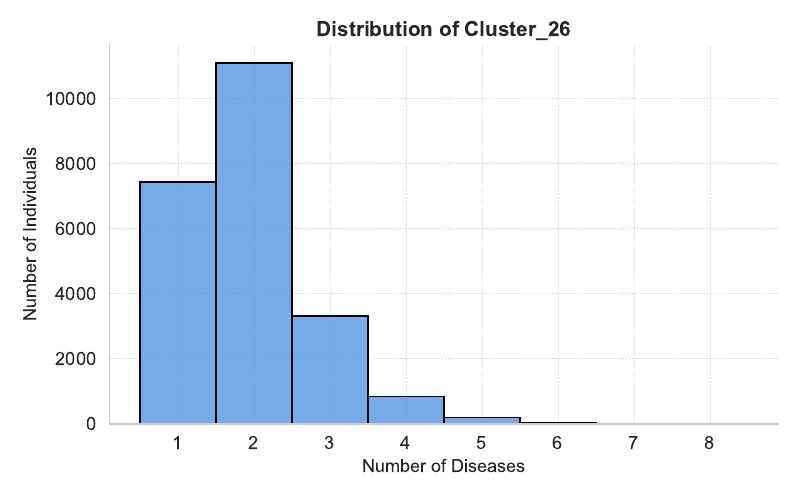 Distribution of Cluster_26
Number of Individuals
10000
8000
6000
4000
2000
0
1 2 3 4 5 6 7 8
Number of Diseases